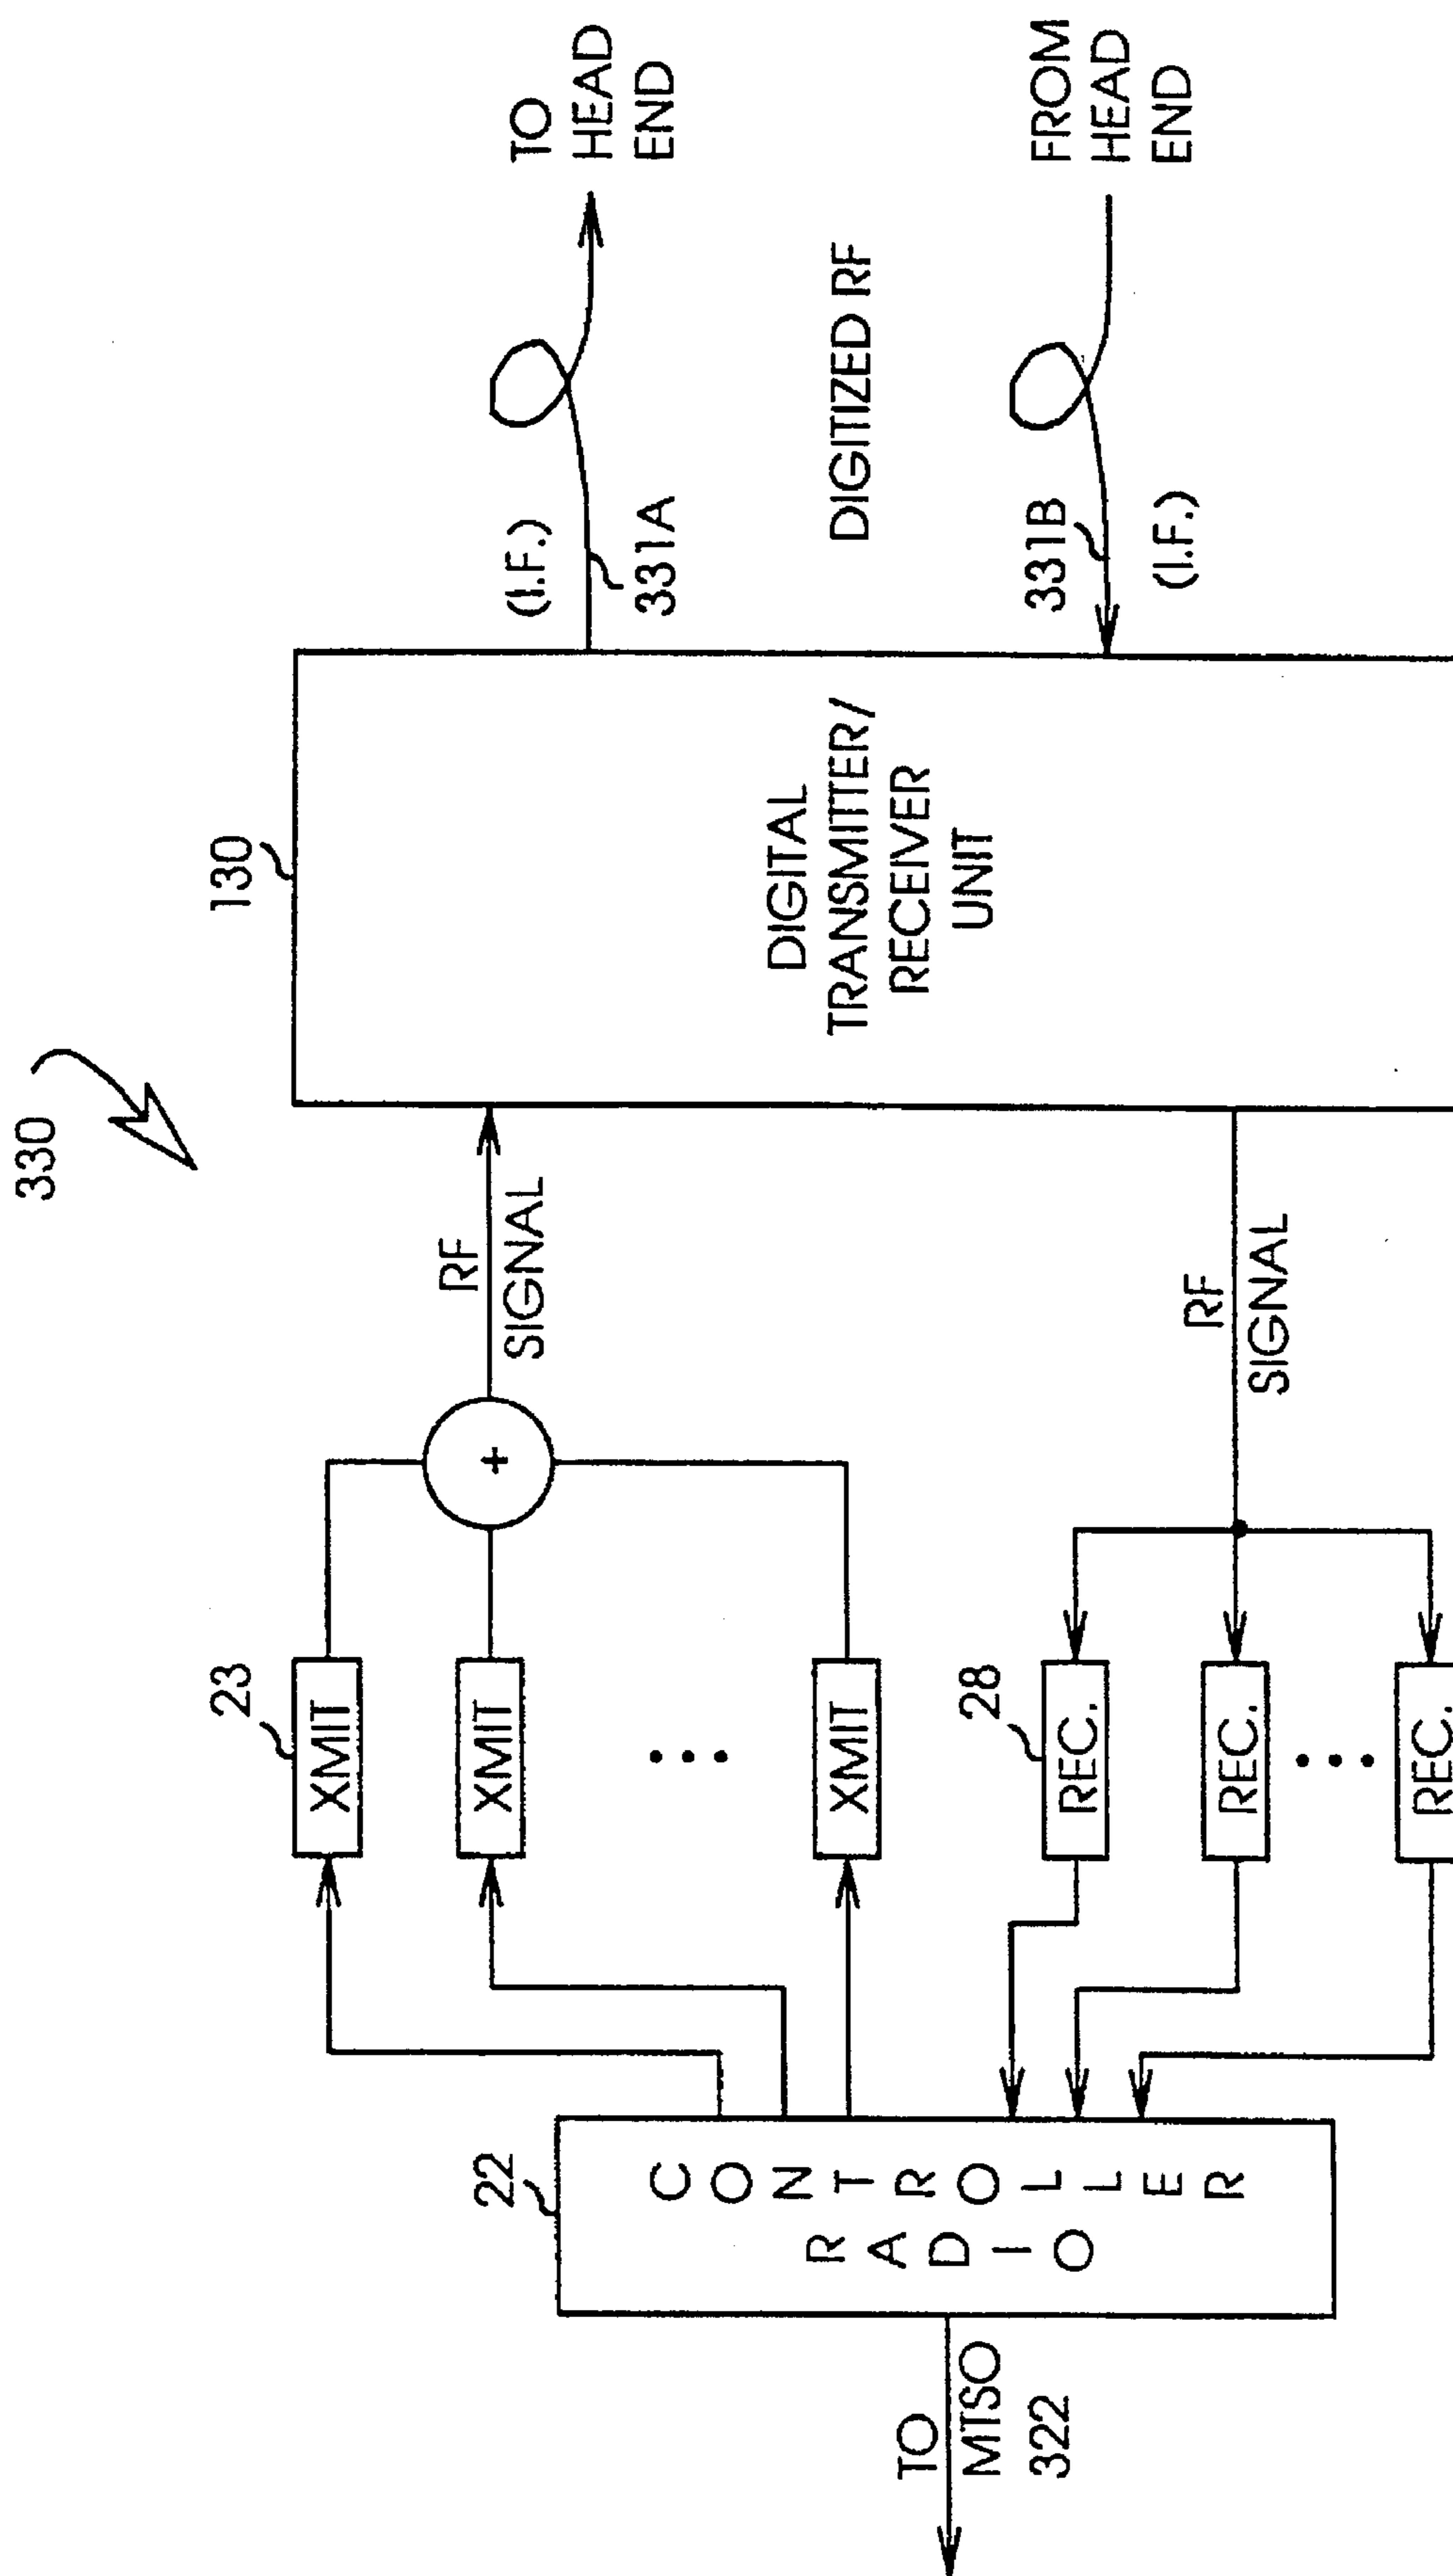 330
130
22
23
28
TO
MTSO
322
CONTROLLER
RADIO
XMIT
XMIT
XMIT
REC.
REC.
REC.
+
RF
SIGNAL
RF
SIGNAL
DIGITAL
TRANSMITTER/
RECEIVER
UNIT
(I.F.)
331A
TO
HEAD
END
DIGITIZED RF
331B
(I.F.)
FROM
HEAD
END